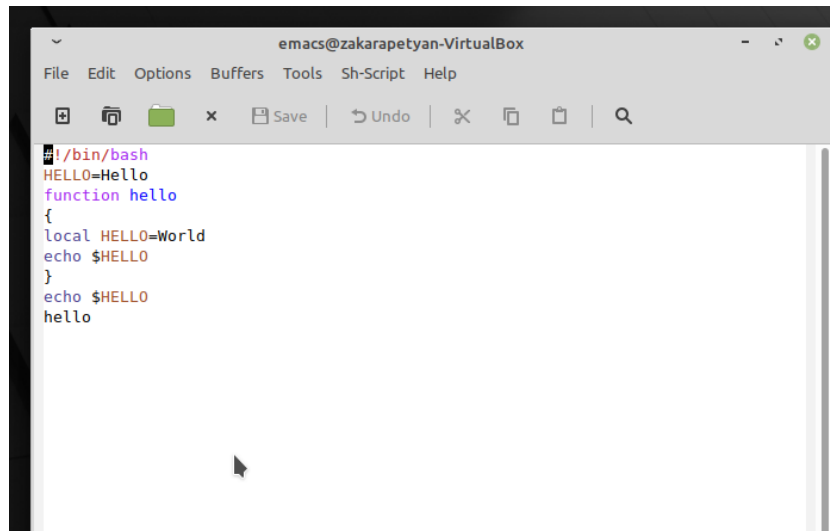 emacs@zakarapetyan-VirtualBox
File Edit Options Buffers Tools Sh-Script Help
Save Undo
#!/bin/bash
HELLO=Hello
function hello
{
local HELLO=World
echo $HELLO
}
echo $HELLO
hello